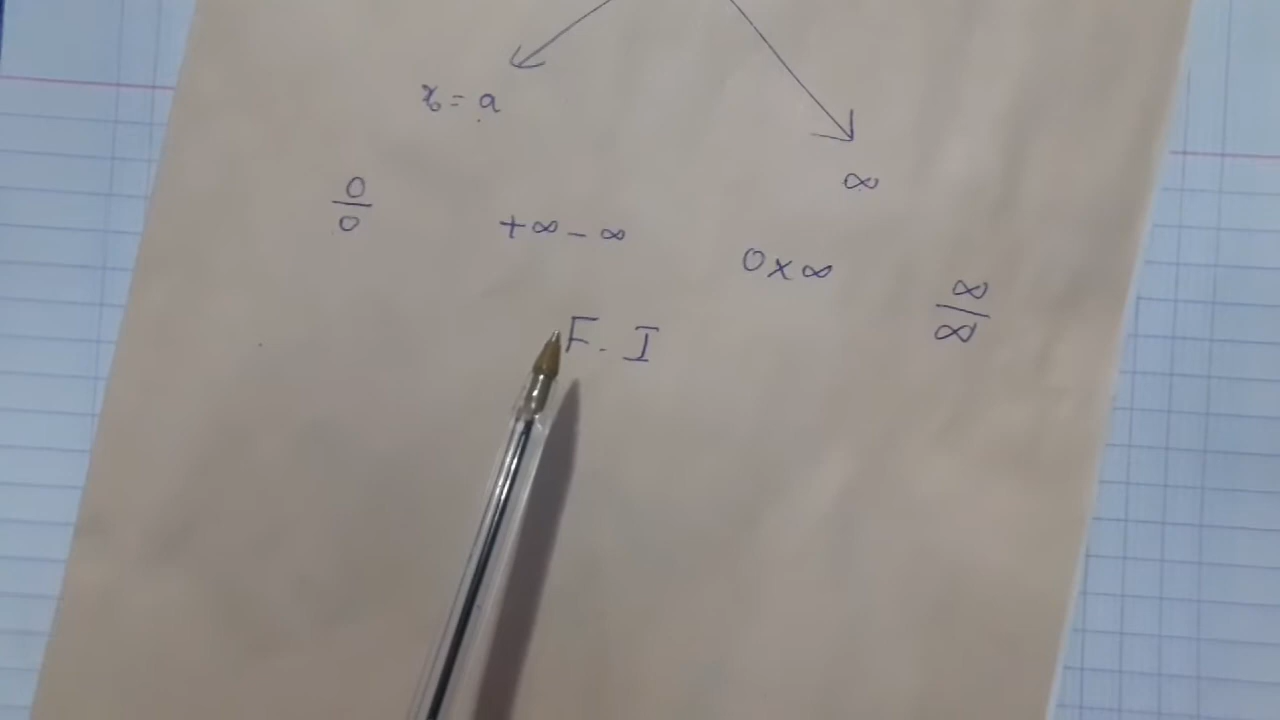 x = a
∞
0/0
+∞ - ∞
0 x ∞
∞/∞
F. I